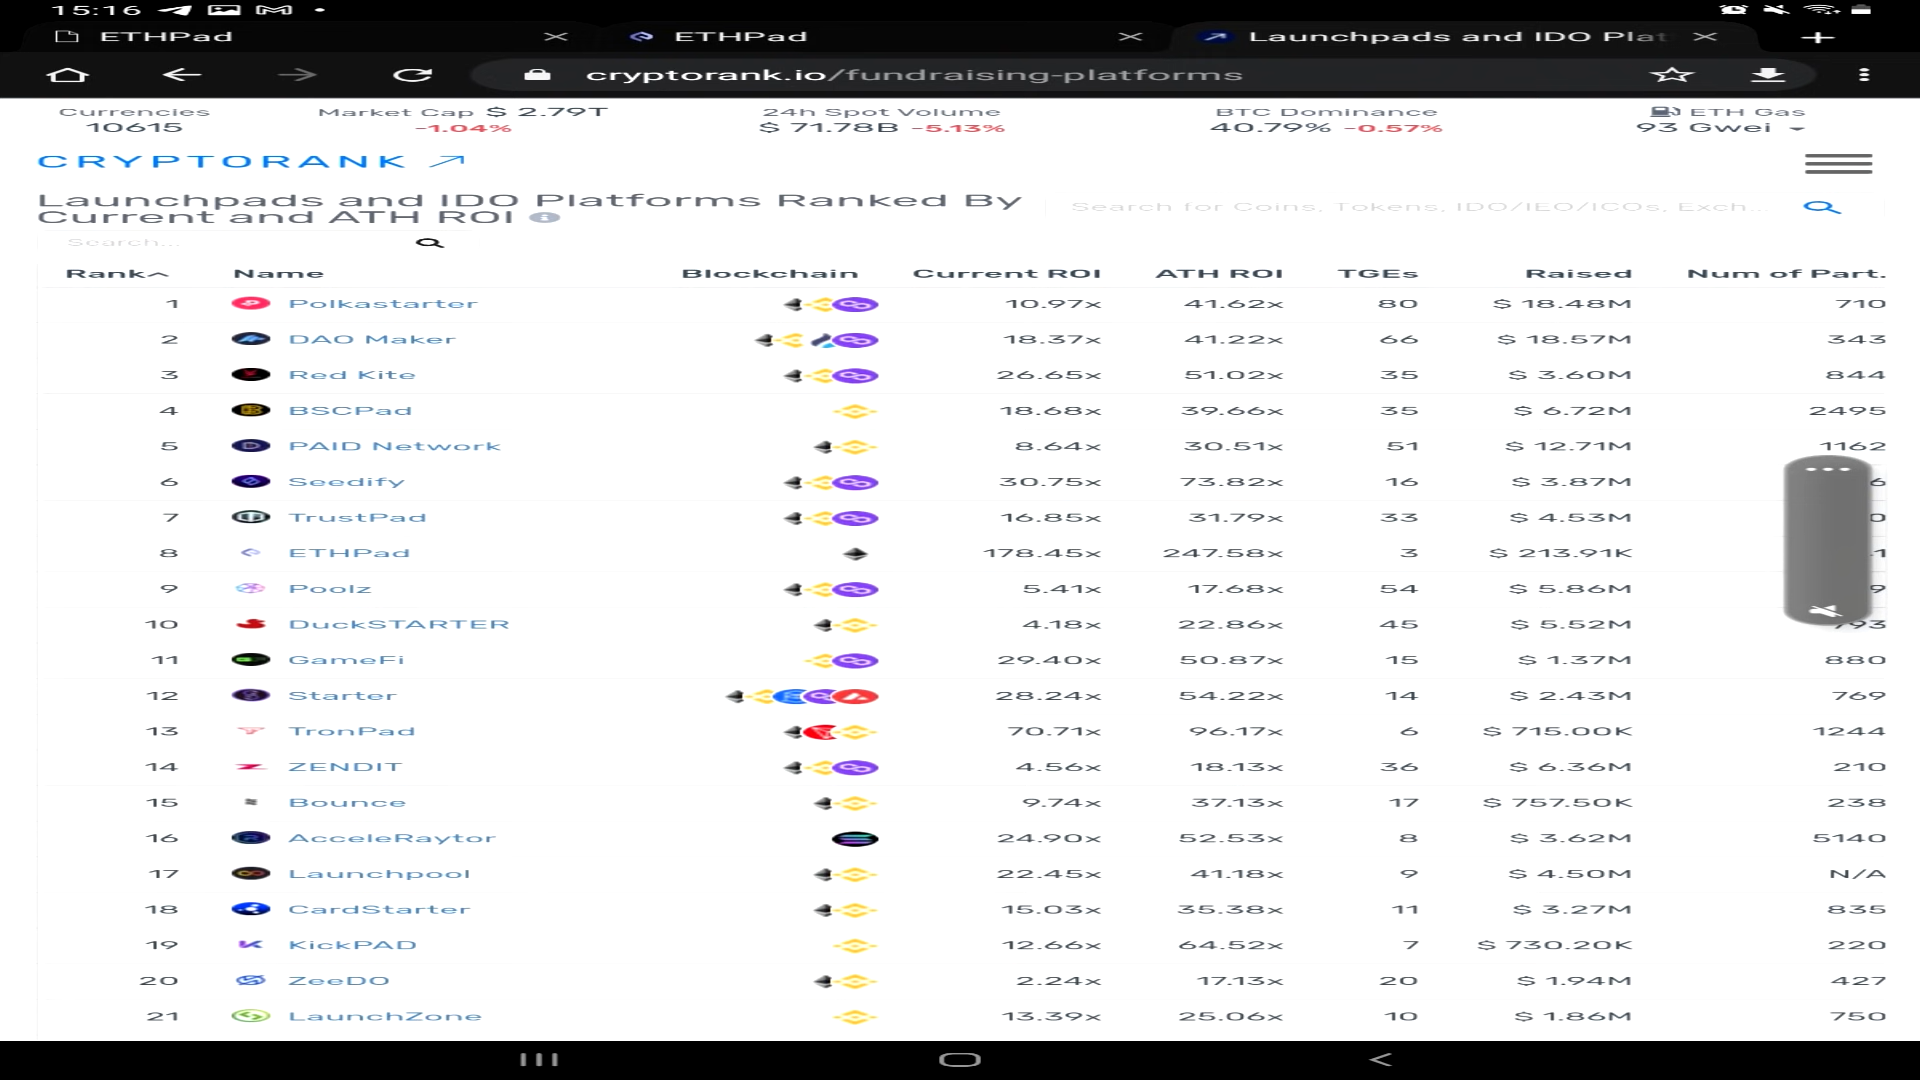 15:16
ETHPad
ETHPad
Launchpads and IDO Plat
cryptorank.io/fundraising-platforms
Currencies Market Cap $ 2.79T 24h Spot Volume BTC Dominance ETH Gas
10615 -1.04% $ 71.78B -5.13% 40.79% -0.57% 93 Gwei
CRYPTORANK
Launchpads and IDO Platforms Ranked By
Current and ATH ROI
Search for Coins, Tokens, IDO/IEO/ICOs, Exch...
Search...
Rank Name Blockchain Current ROI ATH ROI TGEs Raised Num of Part.
1 Polkastarter 10.97x 41.62x 80 $ 18.48M 710
2 DAO Maker 18.37x 41.22x 66 $ 18.57M 343
3 Red Kite 26.65x 51.02x 35 $ 3.60M 844
4 BSCPad 18.68x 39.66x 35 $ 6.72M 2495
5 PAID Network 8.64x 30.51x 51 $ 12.71M 1162
6 Seedify 30.75x 73.82x 16 $ 3.87M
7 TrustPad 16.85x 31.79x 33 $ 4.53M
8 ETHPad 178.45x 247.58x 3 $ 213.91K
9 Poolz 5.41x 17.68x 54 $ 5.86M
10 DuckSTARTER 4.18x 22.86x 45 $ 5.52M 793
11 GameFi 29.40x 50.87x 15 $ 1.37M 880
12 Starter 28.24x 54.22x 14 $ 2.43M 769
13 TronPad 70.71x 96.17x 6 $ 715.00K 1244
14 ZENDIT 4.56x 18.13x 36 $ 6.36M 210
15 Bounce 9.74x 37.13x 17 $ 757.50K 238
16 AcceleRaytor 24.90x 52.53x 8 $ 3.62M 5140
17 Launchpool 22.45x 41.18x 9 $ 4.50M N/A
18 CardStarter 15.03x 35.38x 11 $ 3.27M 835
19 KickPAD 12.66x 64.52x 7 $ 730.20K 220
20 ZeeDO 2.24x 17.13x 20 $ 1.94M 427
21 LaunchZone 13.39x 25.06x 10 $ 1.86M 750